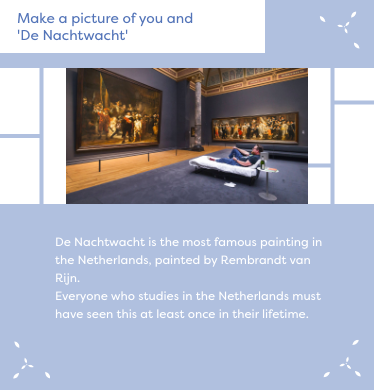 Make a picture of you and
'De Nachtwacht'
De Nachtwacht is the most famous painting in
the Netherlands, painted by Rembrandt van
Rijn.
Everyone who studies in the Netherlands must
have seen this at least once in their lifetime.